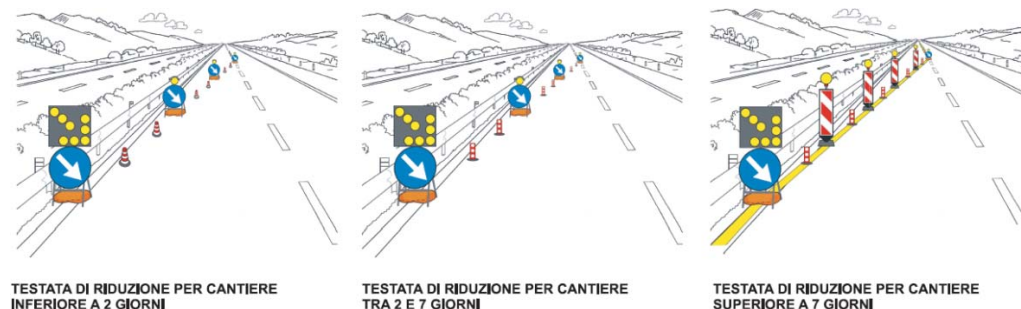 TESTATA DI RIDUZIONE PER CANTIERE
INFERIORE A 2 GIORNI
TESTATA DI RIDUZIONE PER CANTIERE
TRA 2 E 7 GIORNI
TESTATA DI RIDUZIONE PER CANTIERE
SUPERIORE A 7 GIORNI